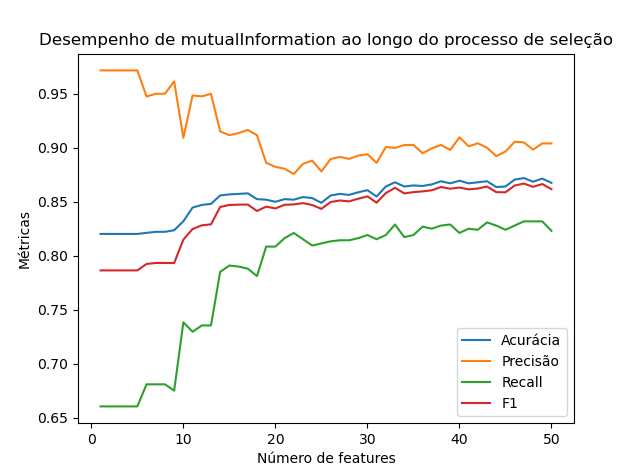 Desempenho de mutualInformation ao longo do processo de seleção
Métricas
0.95
0.90
0.85
0.80
0.75
0.70
0.65
0
10
20
30
40
50
Número de features
Acurácia
Precisão
Recall
F1